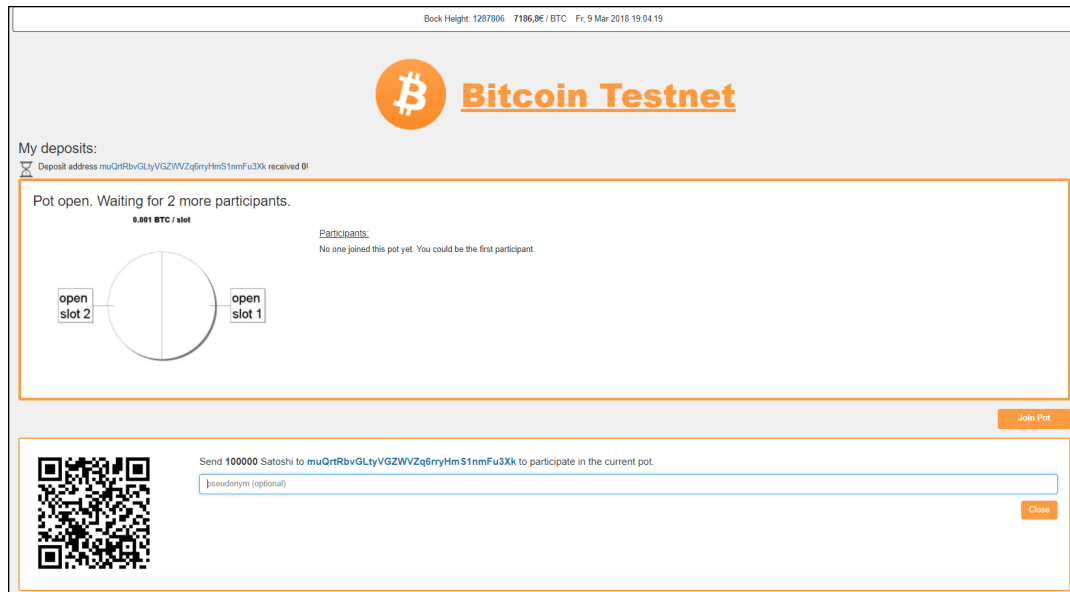 Bock Height: 1287806 7186,8€ / BTC Fr, 9 Mär 2018 19:04:19
Bitcoin Testnet
My deposits:
Deposit address muQrtRbvGLtyVGZWVZq6rryHmS1nmFu3Xk received 0!
Pot open. Waiting for 2 more participants.
0.001 BTC / slot
Participants:
No one joined this pot yet. You could be the first participant.
open slot 2
open slot 1
Join Pot
Send 100000 Satoshi to muQrtRbvGLtyVGZWVZq6rryHmS1nmFu3Xk to participate in the current pot.
pseudonym (optional)
Close